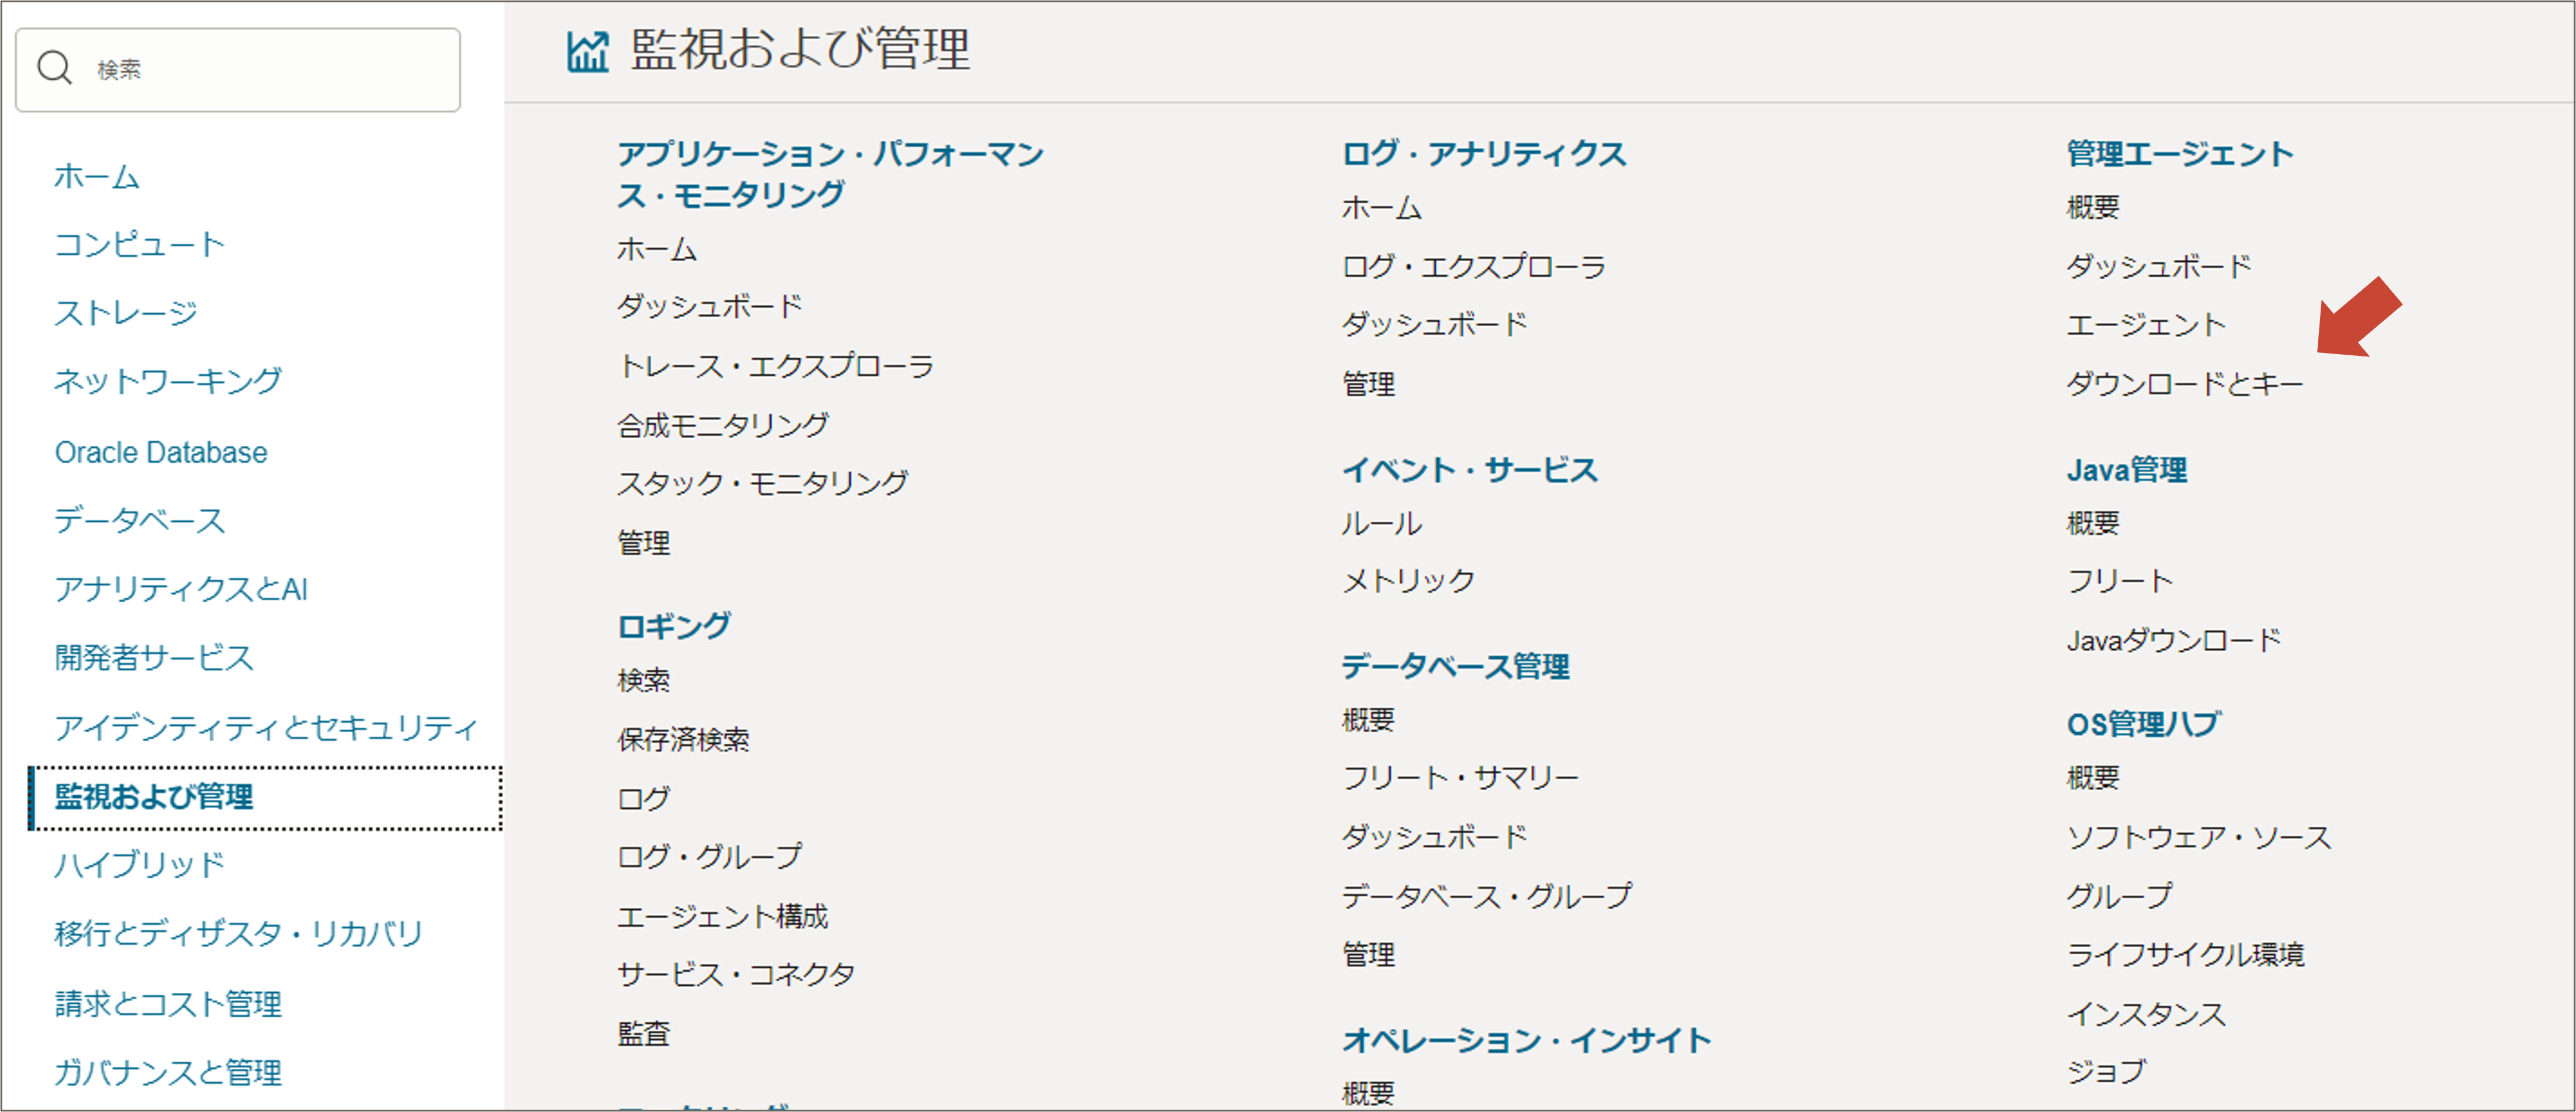 検索
ホーム
コンピュート
ストレージ
ネットワーキング
Oracle Database
データベース
アナリティクスとAI
開発者サービス
アイデンティティとセキュリティ
監視および管理
ハイブリッド
移行とディザスタ・リカバリ
請求とコスト管理
ガバナンスと管理
監視および管理
アプリケーション・パフォーマン
ス・モニタリング
ホーム
ダッシュボード
トレース・エクスプローラ
合成モニタリング
スタック・モニタリング
管理
ロギング
検索
保存済検索
ログ
ログ・グループ
エージェント構成
サービス・コネクタ
監査
ログ・アナリティクス
ホーム
ログ・エクスプローラ
ダッシュボード
管理
イベント・サービス
ルール
メトリック
データベース管理
概要
フリート・サマリー
ダッシュボード
データベース・グループ
管理
オペレーション・インサイト
概要
管理エージェント
概要
ダッシュボード
エージェント
ダウンロードとキー
Java管理
概要
フリート
Javaダウンロード
OS管理ハブ
概要
ソフトウェア・ソース
グループ
ライフサイクル環境
インスタンス
ジョブ